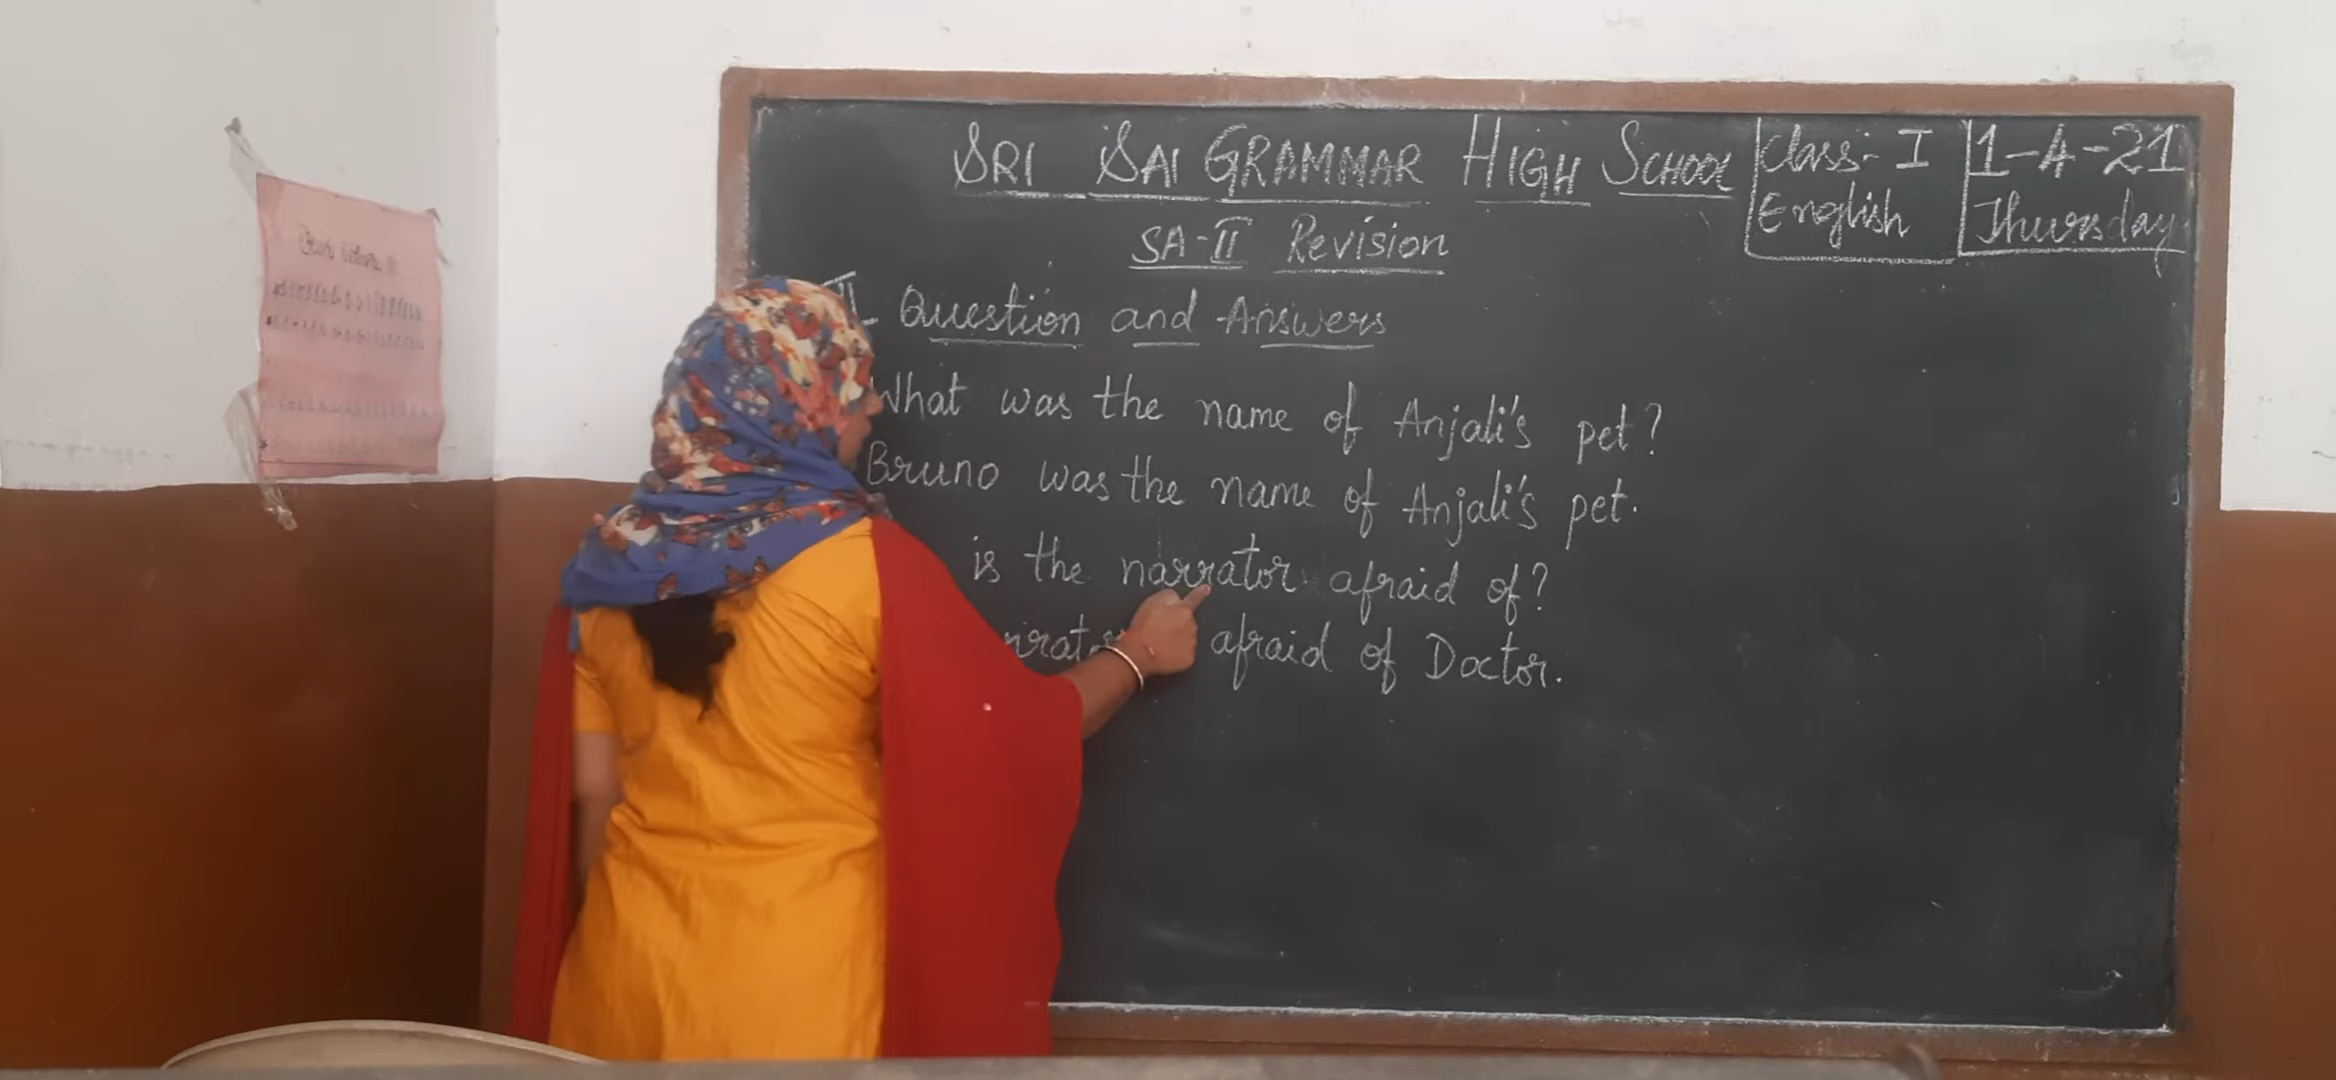 SRI SAI GRAMMAR HIGH SCHOOL
Class:- I
English
1-4-21
Thursday
SA-II Revision
II Question and Answers
What was the name of Anjali's pet?
Bruno was the name of Anjali's pet.
is the narrator afraid of?
afraid of Doctor.